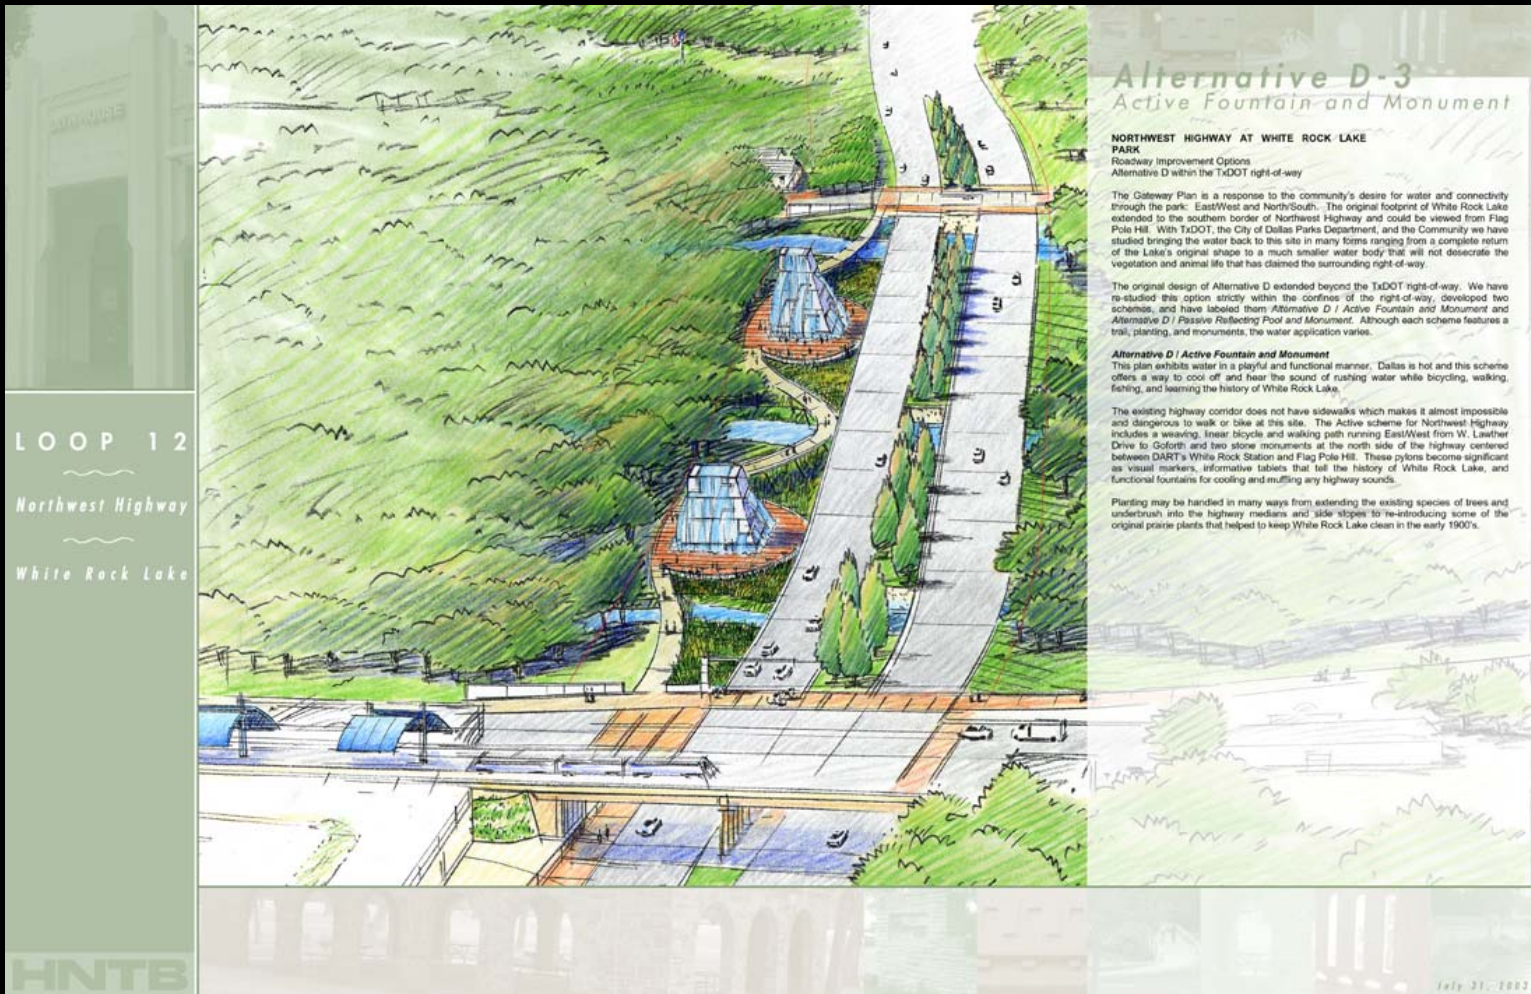 BATH HOUSE
LOOP 12
Northwest Highway
White Rock Lake
HNTB
Alternative D-3
Active Fountain and Monument
NORTHWEST HIGHWAY AT WHITE ROCK LAKE
PARK
Roadway Improvement Options
Alternative D within the TxDOT right-of-way
The Gateway Plan is a response to the community's desire for water and connectivity
through the park: East/West and North/South. The original footprint of White Rock Lake
extended to the southern border of Northwest Highway and could be viewed from Flag
Pole Hill. With TxDOT, the City of Dallas Parks Department, and the Community we have
studied bringing the water back to this site in many forms ranging from a complete return
of the Lake's original shape to a much smaller water body that will not desecrate the
vegetation and animal life that has claimed the surrounding right-of-way.
The original design of Alternative D extended beyond the TxDOT right-of-way. We have
re-studied this option strictly within the confines of the right-of-way, developed two
schemes, and have labeled them Alternative D / Active Fountain and Monument and
Alternative D / Passive Reflecting Pool and Monument. Although each scheme features a
trail, planting, and monuments, the water application varies.
Alternative D / Active Fountain and Monument
This plan exhibits water in a playful and functional manner. Dallas is hot and this scheme
offers a way to cool off and hear the sound of rushing water while bicycling, walking,
fishing, and learning the history of White Rock Lake.
The existing highway corridor does not have sidewalks which makes it almost impossible
and dangerous to walk or bike at this site. The Active scheme for Northwest Highway
includes a weaving, linear bicycle and walking path running East/West from W. Lawther
Drive to Goforth and two stone monuments at the north side of the highway centered
between DART's White Rock Station and Flag Pole Hill. These pylons become significant
as visual markers, informative tablets that tell the history of White Rock Lake, and
functional fountains for cooling and muffling any highway sounds.
Planting may be handled in many ways from extending the existing species of trees and
underbrush into the highway medians and side slopes to re-introducing some of the
original prairie plants that helped to keep White Rock Lake clean in the early 1900's.
July 31, 2003